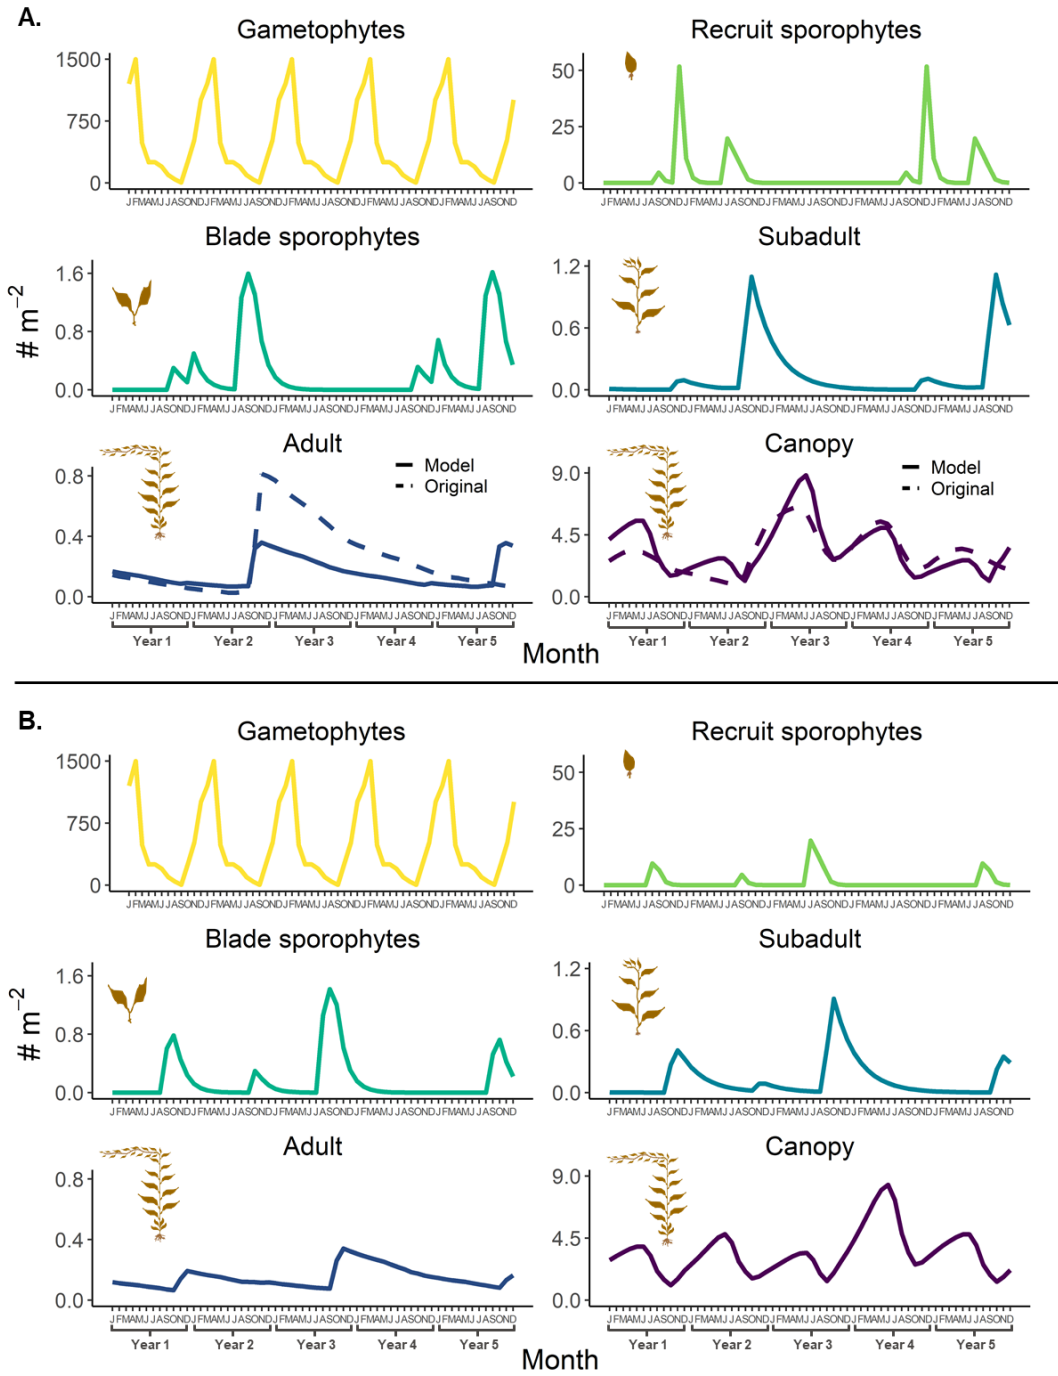 A.
Gametophytes
1500
750
0
JFMAMJJASONDJFMAMJJASONDJFMAMJJASONDJFMAMJJASONDJFMAMJJASOND
Recruit sporophytes
50
25
0
JFMAMJJASONDJFMAMJJASONDJFMAMJJASONDJFMAMJJASONDJFMAMJJASOND
Blade sporophytes
1.6
0.8
0.0
JFMAMJJASONDJFMAMJJASONDJFMAMJJASONDJFMAMJJASONDJFMAMJJASOND
Subadult
1.2
0.6
0.0
JFMAMJJASONDJFMAMJJASONDJFMAMJJASONDJFMAMJJASONDJFMAMJJASOND
# m⁻²
Adult
Model
Original
0.8
0.4
0.0
JFMAMJJASONDJFMAMJJASONDJFMAMJJASONDJFMAMJJASONDJFMAMJJASOND
Year 1 Year 2 Year 3 Year 4 Year 5
Canopy
Model
Original
9.0
4.5
0.0
JFMAMJJASONDJFMAMJJASONDJFMAMJJASONDJFMAMJJASONDJFMAMJJASOND
Year 1 Year 2 Year 3 Year 4 Year 5
Month
B.
Gametophytes
1500
750
0
JFMAMJJASONDJFMAMJJASONDJFMAMJJASONDJFMAMJJASONDJFMAMJJASOND
Recruit sporophytes
50
25
0
JFMAMJJASONDJFMAMJJASONDJFMAMJJASONDJFMAMJJASONDJFMAMJJASOND
Blade sporophytes
1.6
0.8
0.0
JFMAMJJASONDJFMAMJJASONDJFMAMJJASONDJFMAMJJASONDJFMAMJJASOND
Subadult
1.2
0.6
0.0
JFMAMJJASONDJFMAMJJASONDJFMAMJJASONDJFMAMJJASONDJFMAMJJASOND
# m⁻²
Adult
0.8
0.4
0.0
JFMAMJJASONDJFMAMJJASONDJFMAMJJASONDJFMAMJJASONDJFMAMJJASOND
Year 1 Year 2 Year 3 Year 4 Year 5
Canopy
9.0
4.5
0.0
JFMAMJJASONDJFMAMJJASONDJFMAMJJASONDJFMAMJJASONDJFMAMJJASOND
Year 1 Year 2 Year 3 Year 4 Year 5
Month